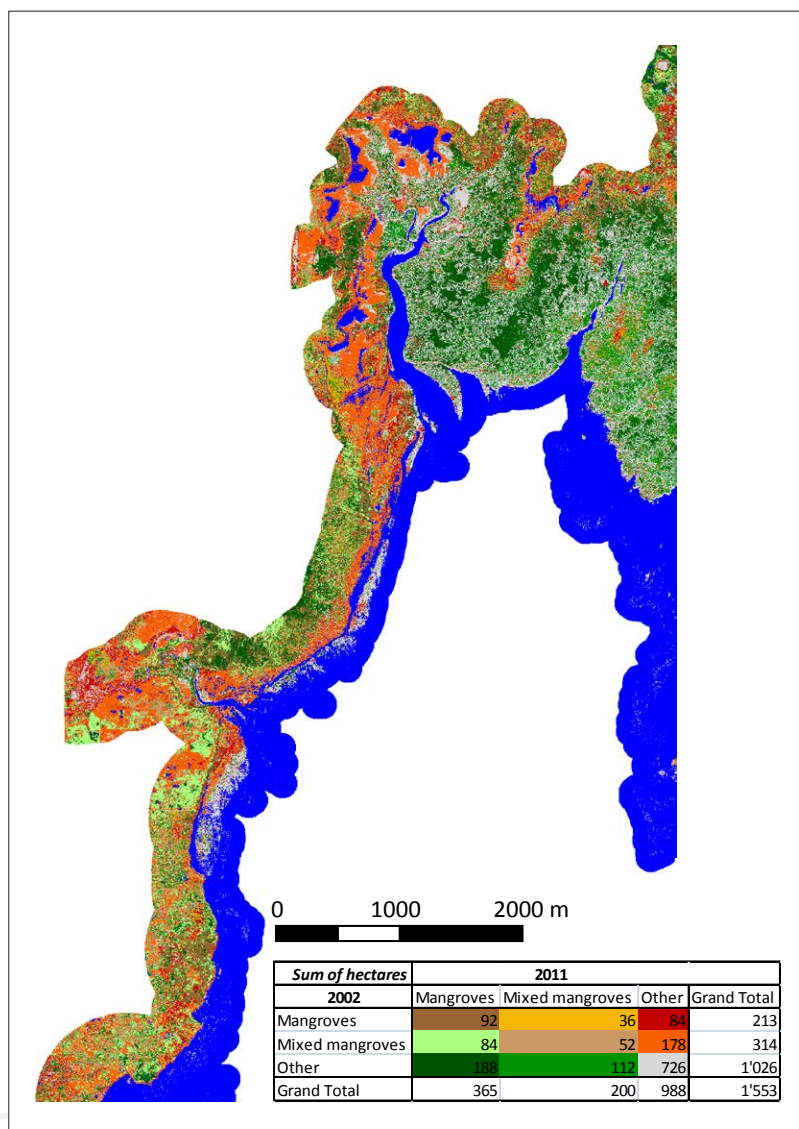 0 1000 2000 m
Sum of hectares 2011
2002 Mangroves Mixed mangroves Other Grand Total
Mangroves 92 36 84 213
Mixed mangroves 84 52 178 314
Other 188 112 726 1'026
Grand Total 365 200 988 1'553